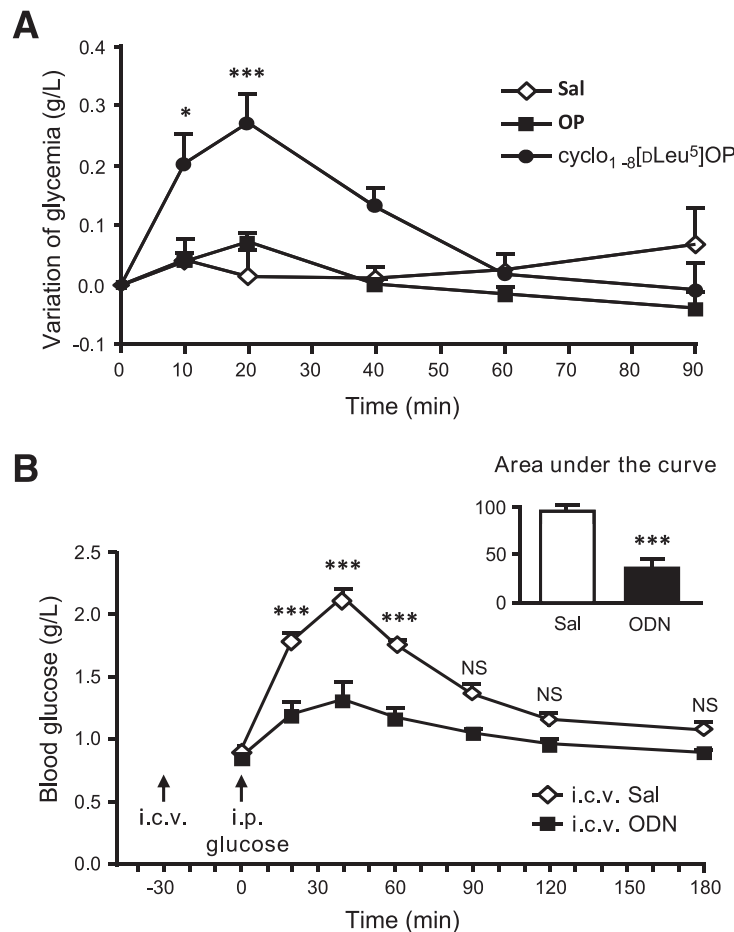 A
Variation of glycemia (g/L)
0.4
0.3
0.2
0.1
0.0
-0.1
*
***
Sal
OP
cyclo₁₋₈[DLeu⁵]OP
0 10 20 30 40 50 60 70 80 90
Time (min)
B
Area under the curve
100
50
0
***
Sal ODN
Blood glucose (g/L)
2.5
2.0
1.5
1.0
0.5
0.0
***
***
***
NS
NS
NS
i.c.v.
i.p.
glucose
i.c.v. Sal
i.c.v. ODN
-30 0 30 60 90 120 180
Time (min)